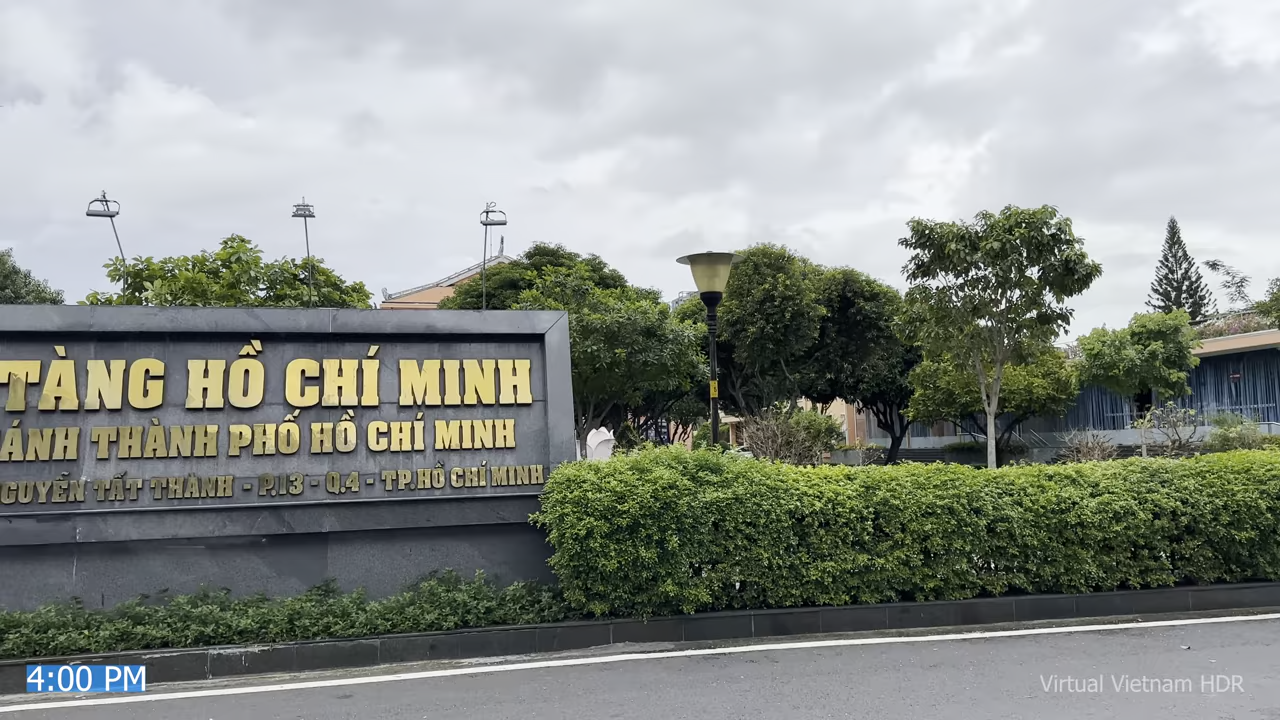 TÀNG HỒ CHÍ MINH
ÁNH THÀNH PHỐ HỒ CHÍ MINH
GUYỄN TẤT THÀNH - P.13 - Q.4 - TP.HỒ CHÍ MINH
4:00 PM
Virtual Vietnam HDR